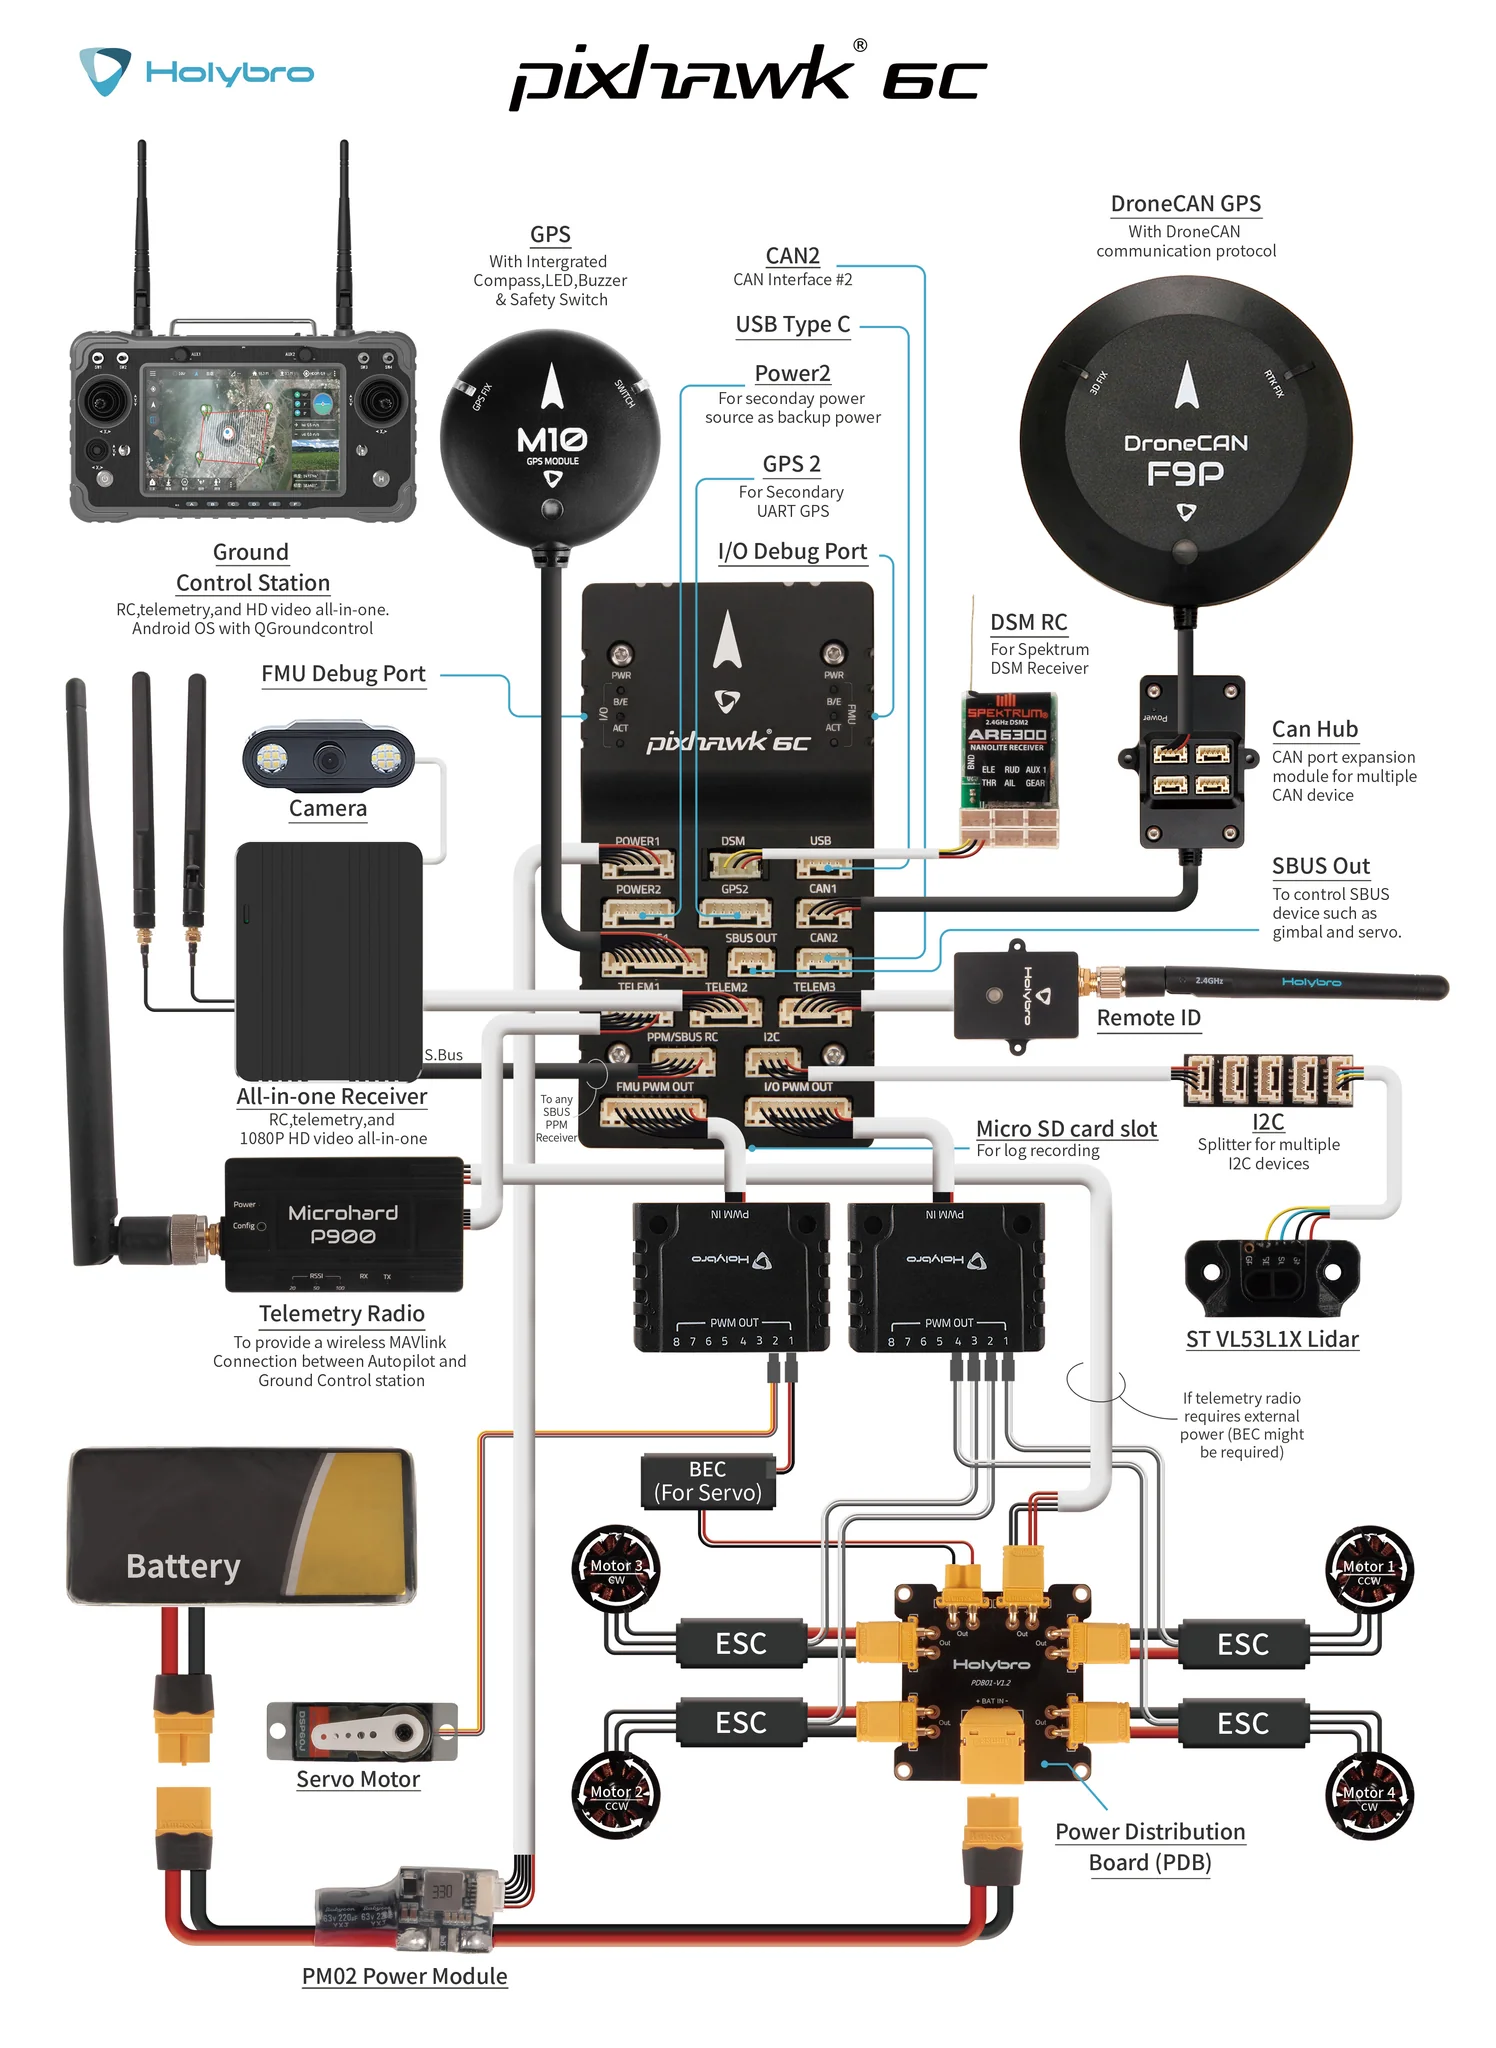 Holybro
pixhawk® 6C
DroneCAN GPS
With DroneCAN
communication protocol
GPS
With Intergrated
Compass,LED,Buzzer
& Safety Switch
CAN2
CAN Interface #2
USB Type C
Power2
For seconday power
source as backup power
GPS 2
For Secondary
UART GPS
I/O Debug Port
GPS FIX
SWITCH
M10
GPS MODULE
3D FIX
RTK FIX
DroneCAN
F9P
AUX1
AUX2
Ground
Control Station
RC,telemetry,and HD video all-in-one.
Android OS with QGroundcontrol
FMU Debug Port
Camera
PWR
B/E
ACT
I/O
PWR
B/E
ACT
FMU
pixhawk® 6C
DSM RC
For Spektrum
DSM Receiver
SPEKTRUM
2.4GHz DSM2
AR6300
NANOLITE RECEIVER
BND
ELE RUD AUX 1
THR AIL GEAR
Power
Can Hub
CAN port expansion
module for multiple
CAN device
SBUS Out
To control SBUS
device such as
gimbal and servo.
POWER1
DSM
USB
POWER2
GPS2
CAN1
SBUS OUT
CAN2
TELEM1
TELEM2
TELEM3
PPM/SBUS RC
I2C
FMU PWM OUT
I/O PWM OUT
Holybro
2.4GHz
Holybro
Remote ID
S.Bus
To any
SBUS
PPM
Receiver
All-in-one Receiver
RC,telemetry,and
1080P HD video all-in-one
I2C
Splitter for multiple
I2C devices
Micro SD card slot
For log recording
Power
Config
Microhard
P900
RSSI
20 50 100
RX
TX
Telemetry Radio
To provide a wireless MAVlink
Connection between Autopilot and
Ground Control station
PWM IN
Holybro
PWM OUT
8 7 6 5 4 3 2 1
PWM IN
Holybro
PWM OUT
8 7 6 5 4 3 2 1
ST VL53L1X Lidar
If telemetry radio
requires external
power (BEC might
be required)
BEC
(For Servo)
Battery
Motor 3
CW
Motor 1
CCW
ESC
ESC
Out
Out
Out
Out
Holybro
PDB01-V1.2
+ BAT IN -
Out
Out
ESC
ESC
Motor 2
CCW
Motor 4
CW
Servo Motor
Power Distribution
Board (PDB)
330
PM02 Power Module